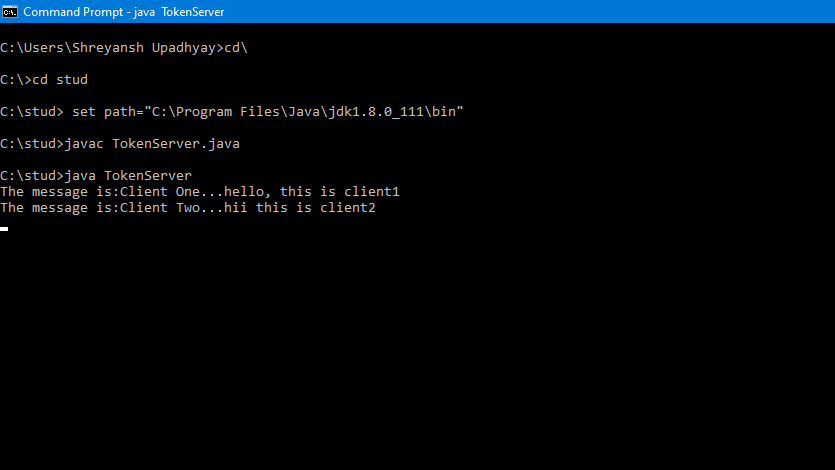 Command Prompt - java  TokenServer
C:\Users\Shreyansh Upadhyay>cd\
C:\>cd stud
C:\stud> set path="C:\Program Files\Java\jdk1.8.0_111\bin"
C:\stud>javac TokenServer.java
C:\stud>java TokenServer
The message is:Client One...hello, this is client1
The message is:Client Two...hii this is client2